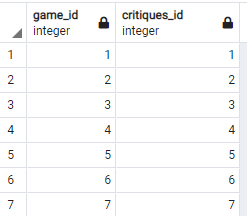 game_id critiques_id
integer integer
1 1 1
2 2 2
3 3 3
4 4 4
5 5 5
6 6 6
7 7 7